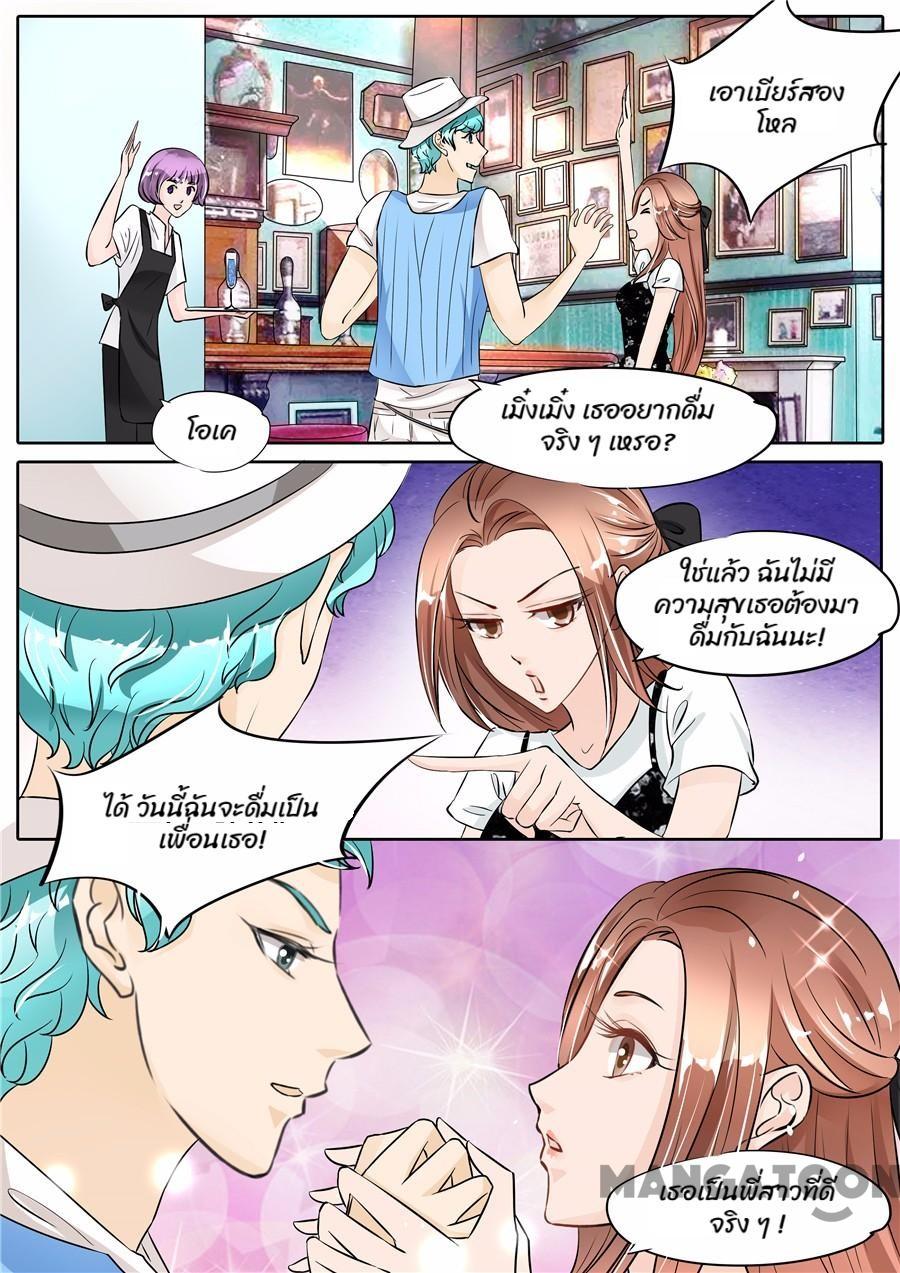 เอาเบียร์สอง
โหล
โอเค
เมิ๋งเมิ๋ง เธออยากดื่ม
จริง ๆ เหรอ?
ใช่แล้ว ฉันไม่มี
ความสุขเธอต้องมา
ดื่มกับฉันนะ!
ได้ วันนี้ฉันจะดื่มเป็น
เพื่อนเธอ!
MANGATOON
เธอเป็นพี่สาวที่ดี
จริง ๆ !